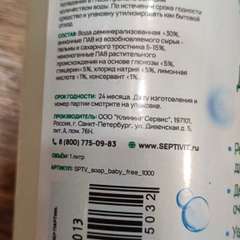 количеством воды. По истечении срока годности
средство и упаковку утилизировать как бытовой
отход.
СОСТАВ: Вода деминерализованная >30%,
анионные ПАВ из возобновляемого сырья -
пальмы и сахарного тростника 5-15%,
неионогенные ПАВ растительного
происхождения на основе глюкозы <5%,
глицерин<5%, хлорид натрия <5%, лимонная
кислота <1%, консервант <1%.
СРОК ГОДНОСТИ: 24 месяца. Дату изготовления и
номер партии смотрите на упаковке.
ПРОИЗВОДИТЕЛЬ: ООО "Клининг Сервис", 197101,
Россия, г. Санкт-Петербург, ул. Дивенская д. 5,
лит. А, пом. 76Н.
8 (800) 775-09-83 WWW.SEPTIVIT.RU
ОБЪЕМ: 1 литр
АРТИКУЛ: SPTV_soap_baby_free_1000
5032
013